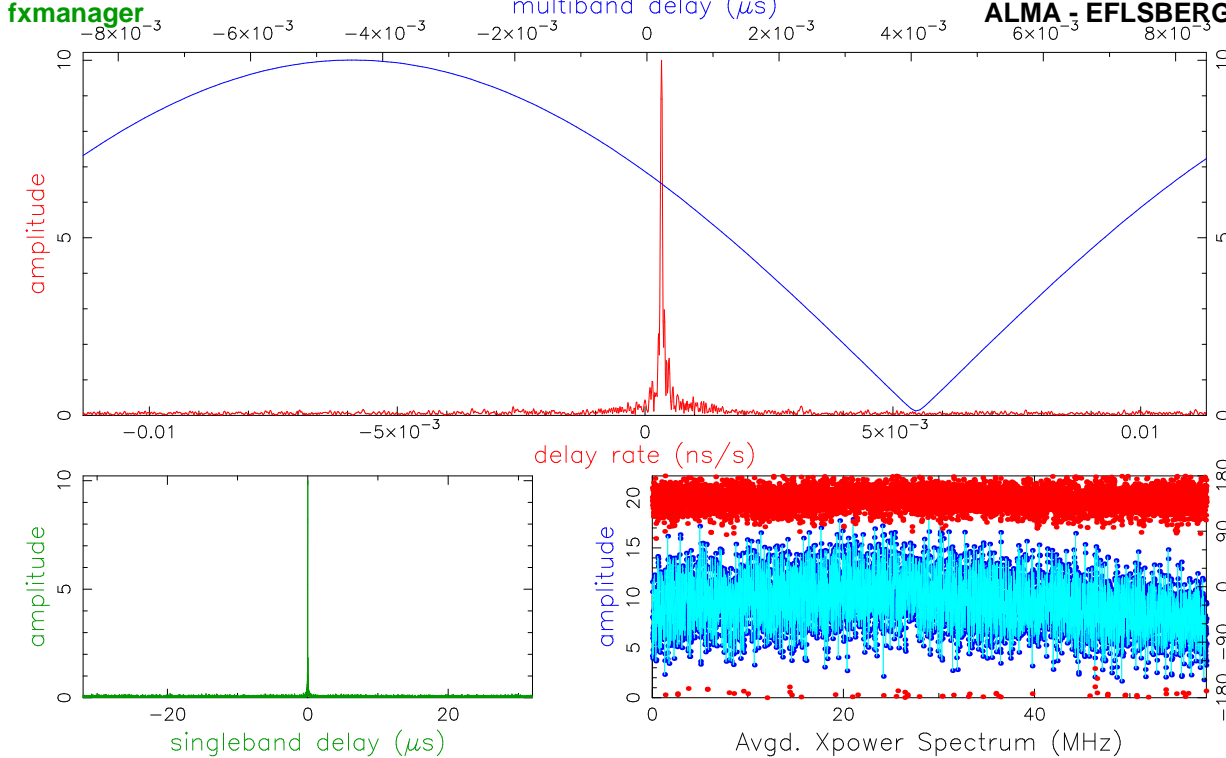 fxmanager
multiband delay (μs)
ALMA - EFLSBERG
−8×10⁻³ −6×10⁻³ −4×10⁻³ −2×10⁻³ 0 2×10⁻³ 4×10⁻³ 6×10⁻³ 8×10⁻³
amplitude
0 5 10
0 5 10
−0.01 −5×10⁻³ 0 5×10⁻³ 0.01
delay rate (ns/s)
amplitude
0 5 10
−20 0 20
singleband delay (μs)
amplitude
0 5 10 15 20
−180 −90 0 90 180
0 20 40
Avgd. Xpower Spectrum (MHz)